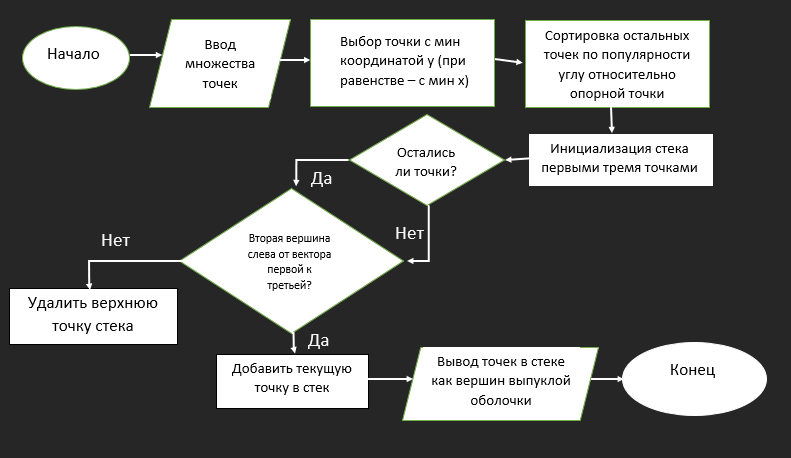 Начало
Ввод
множества
точек
Выбор точки с мин
координатой y (при
равенстве – с мин x)
Сортировка остальных
точек по популярности
углу относительно
опорной точки
Инициализация стека
первыми тремя точками
Остались
ли точки?
Да
Нет
Вторая вершина
слева от вектора
первой к
третьей?
Нет
Удалить верхнюю
точку стека
Да
Добавить текущую
точку в стек
Вывод точек в стеке
как вершин выпуклой
оболочки
Конец